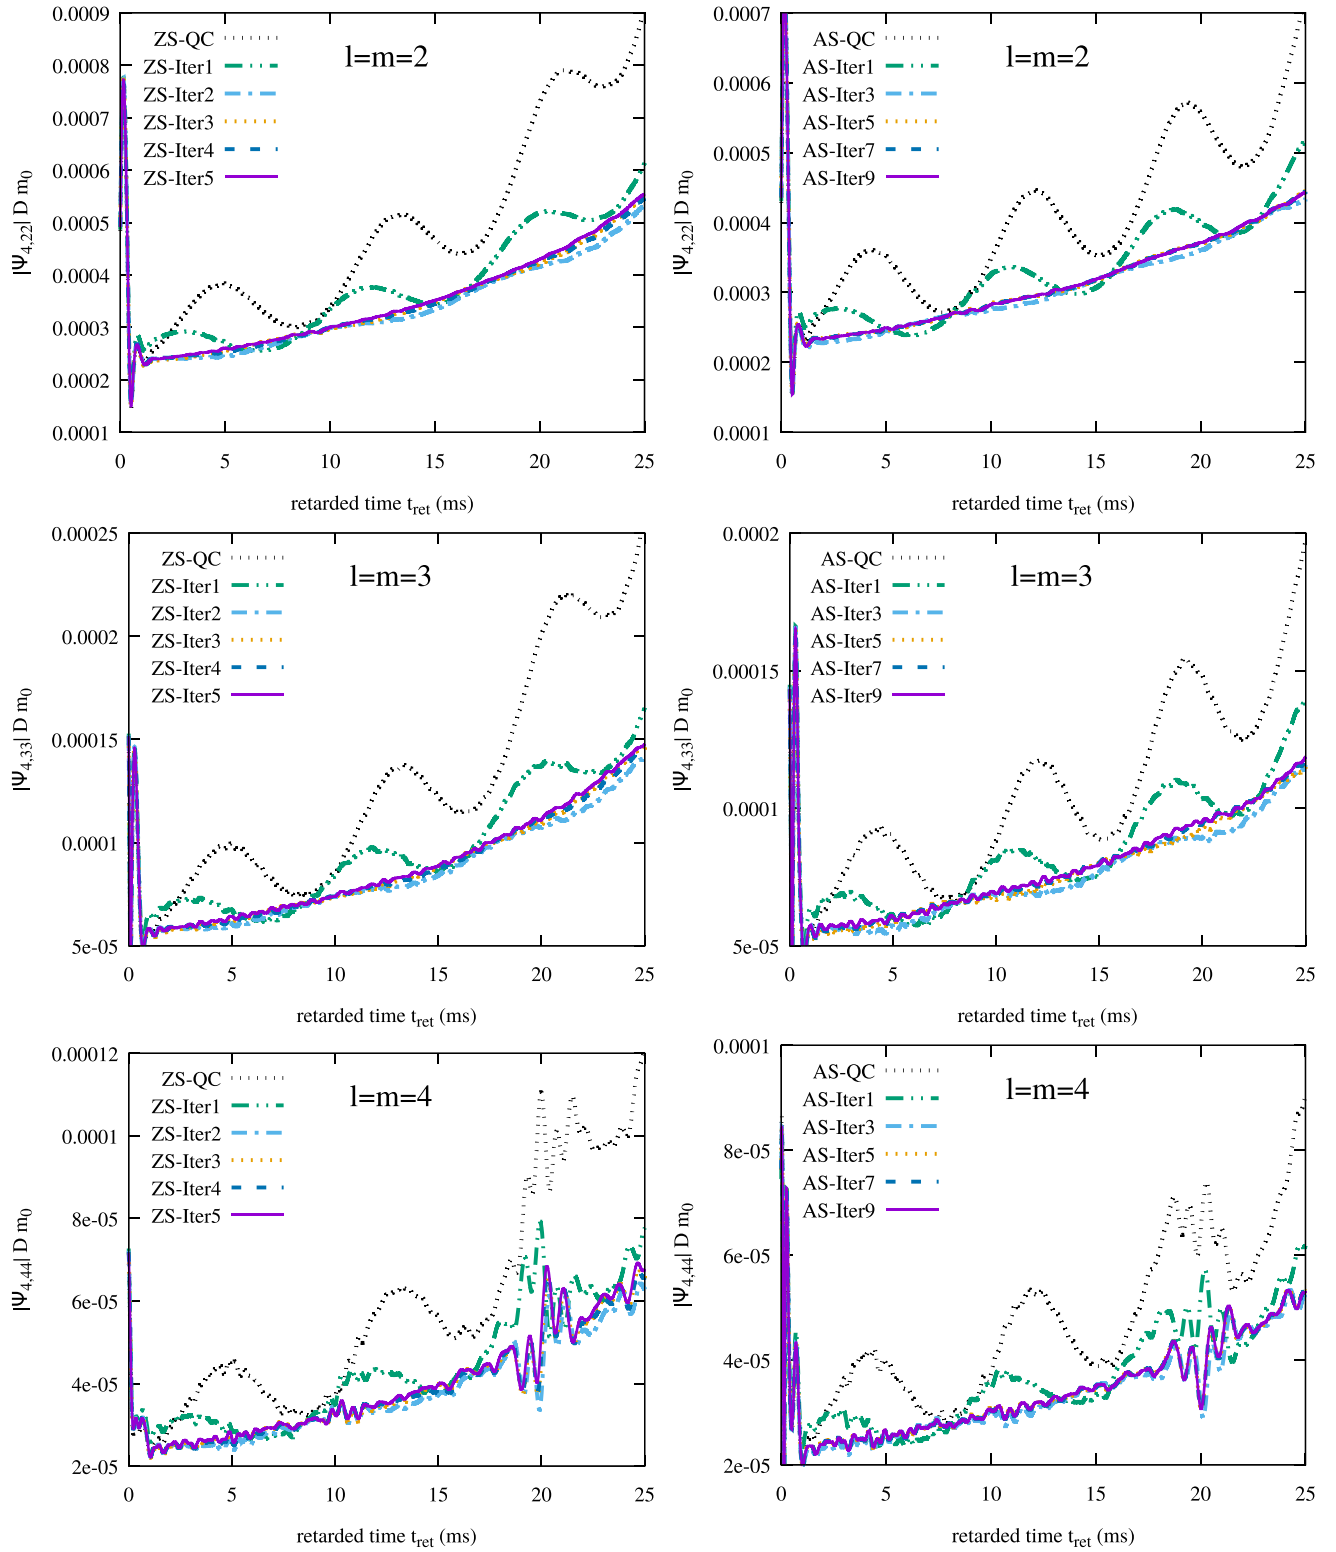 0.0009
0.0008
0.0007
0.0006
0.0005
0.0004
0.0003
0.0002
0.0001
|Ψ4,22| D m0
ZS-QC
ZS-Iter1
ZS-Iter2
ZS-Iter3
ZS-Iter4
ZS-Iter5
l=m=2
0 5 10 15 20 25
retarded time tret (ms)
0.0007
0.0006
0.0005
0.0004
0.0003
0.0002
0.0001
|Ψ4,22| D m0
AS-QC
AS-Iter1
AS-Iter3
AS-Iter5
AS-Iter7
AS-Iter9
l=m=2
0 5 10 15 20 25
retarded time tret (ms)
0.00025
0.0002
0.00015
0.0001
5e-05
|Ψ4,33| D m0
ZS-QC
ZS-Iter1
ZS-Iter2
ZS-Iter3
ZS-Iter4
ZS-Iter5
l=m=3
0 5 10 15 20 25
retarded time tret (ms)
0.0002
0.00015
0.0001
5e-05
|Ψ4,33| D m0
AS-QC
AS-Iter1
AS-Iter3
AS-Iter5
AS-Iter7
AS-Iter9
l=m=3
0 5 10 15 20 25
retarded time tret (ms)
0.00012
0.0001
8e-05
6e-05
4e-05
2e-05
|Ψ4,44| D m0
ZS-QC
ZS-Iter1
ZS-Iter2
ZS-Iter3
ZS-Iter4
ZS-Iter5
l=m=4
0 5 10 15 20 25
retarded time tret (ms)
0.0001
8e-05
6e-05
4e-05
2e-05
|Ψ4,44| D m0
AS-QC
AS-Iter1
AS-Iter3
AS-Iter5
AS-Iter7
AS-Iter9
l=m=4
0 5 10 15 20 25
retarded time tret (ms)